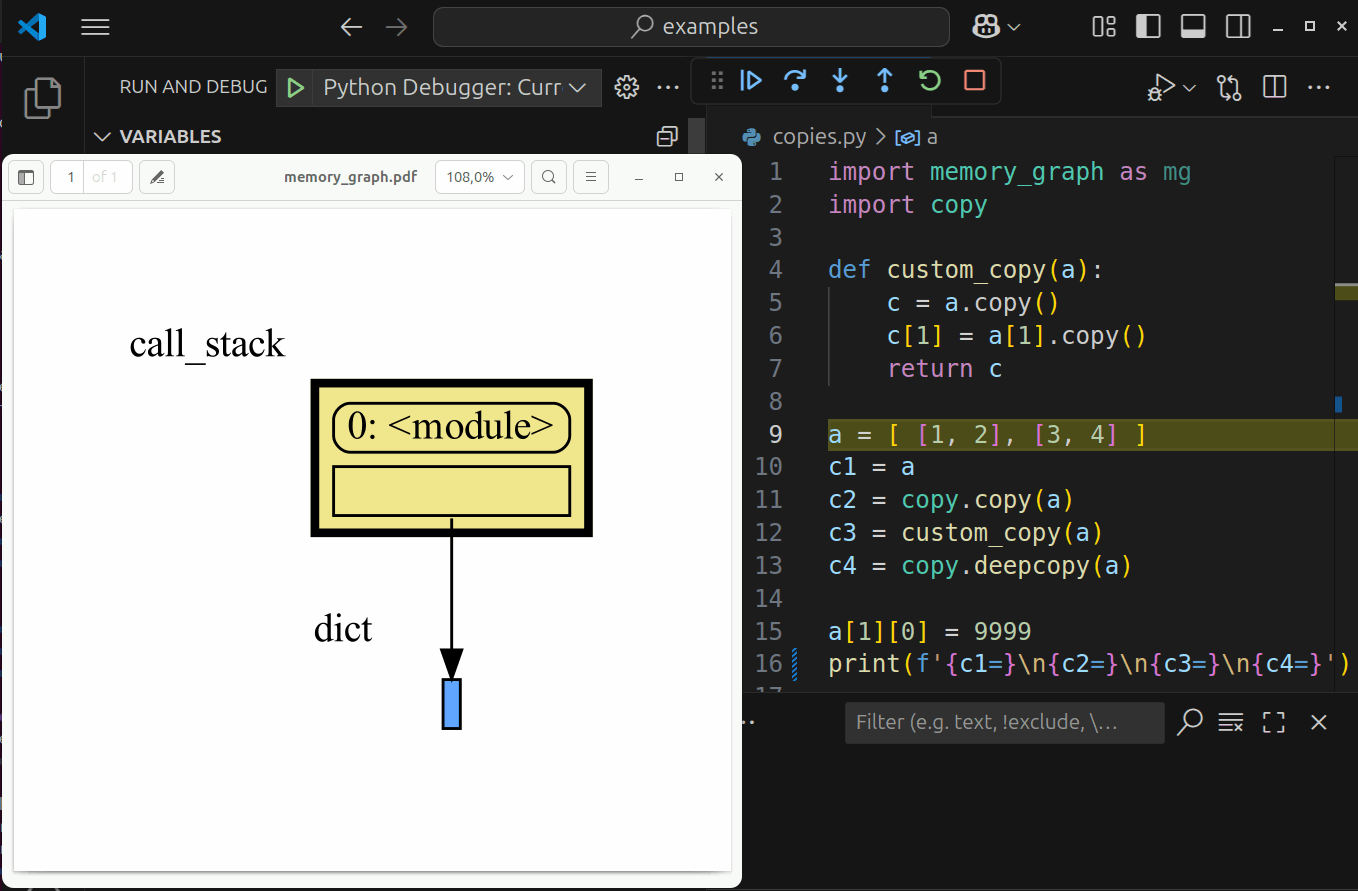 examples
RUN AND DEBUG Python Debugger: Curr
VARIABLES
copies.py > a
1 of 1 memory_graph.pdf 108,0%
call_stack
0: <module>
dict
1 import memory_graph as mg
2 import copy
3
4 def custom_copy(a):
5     c = a.copy()
6     c[1] = a[1].copy()
7     return c
8
9 a = [ [1, 2], [3, 4] ]
10 c1 = a
11 c2 = copy.copy(a)
12 c3 = custom_copy(a)
13 c4 = copy.deepcopy(a)
14
15 a[1][0] = 9999
16 print(f'{c1=}\n{c2=}\n{c3=}\n{c4=}')
17
Filter (e.g. text, !exclude, \...